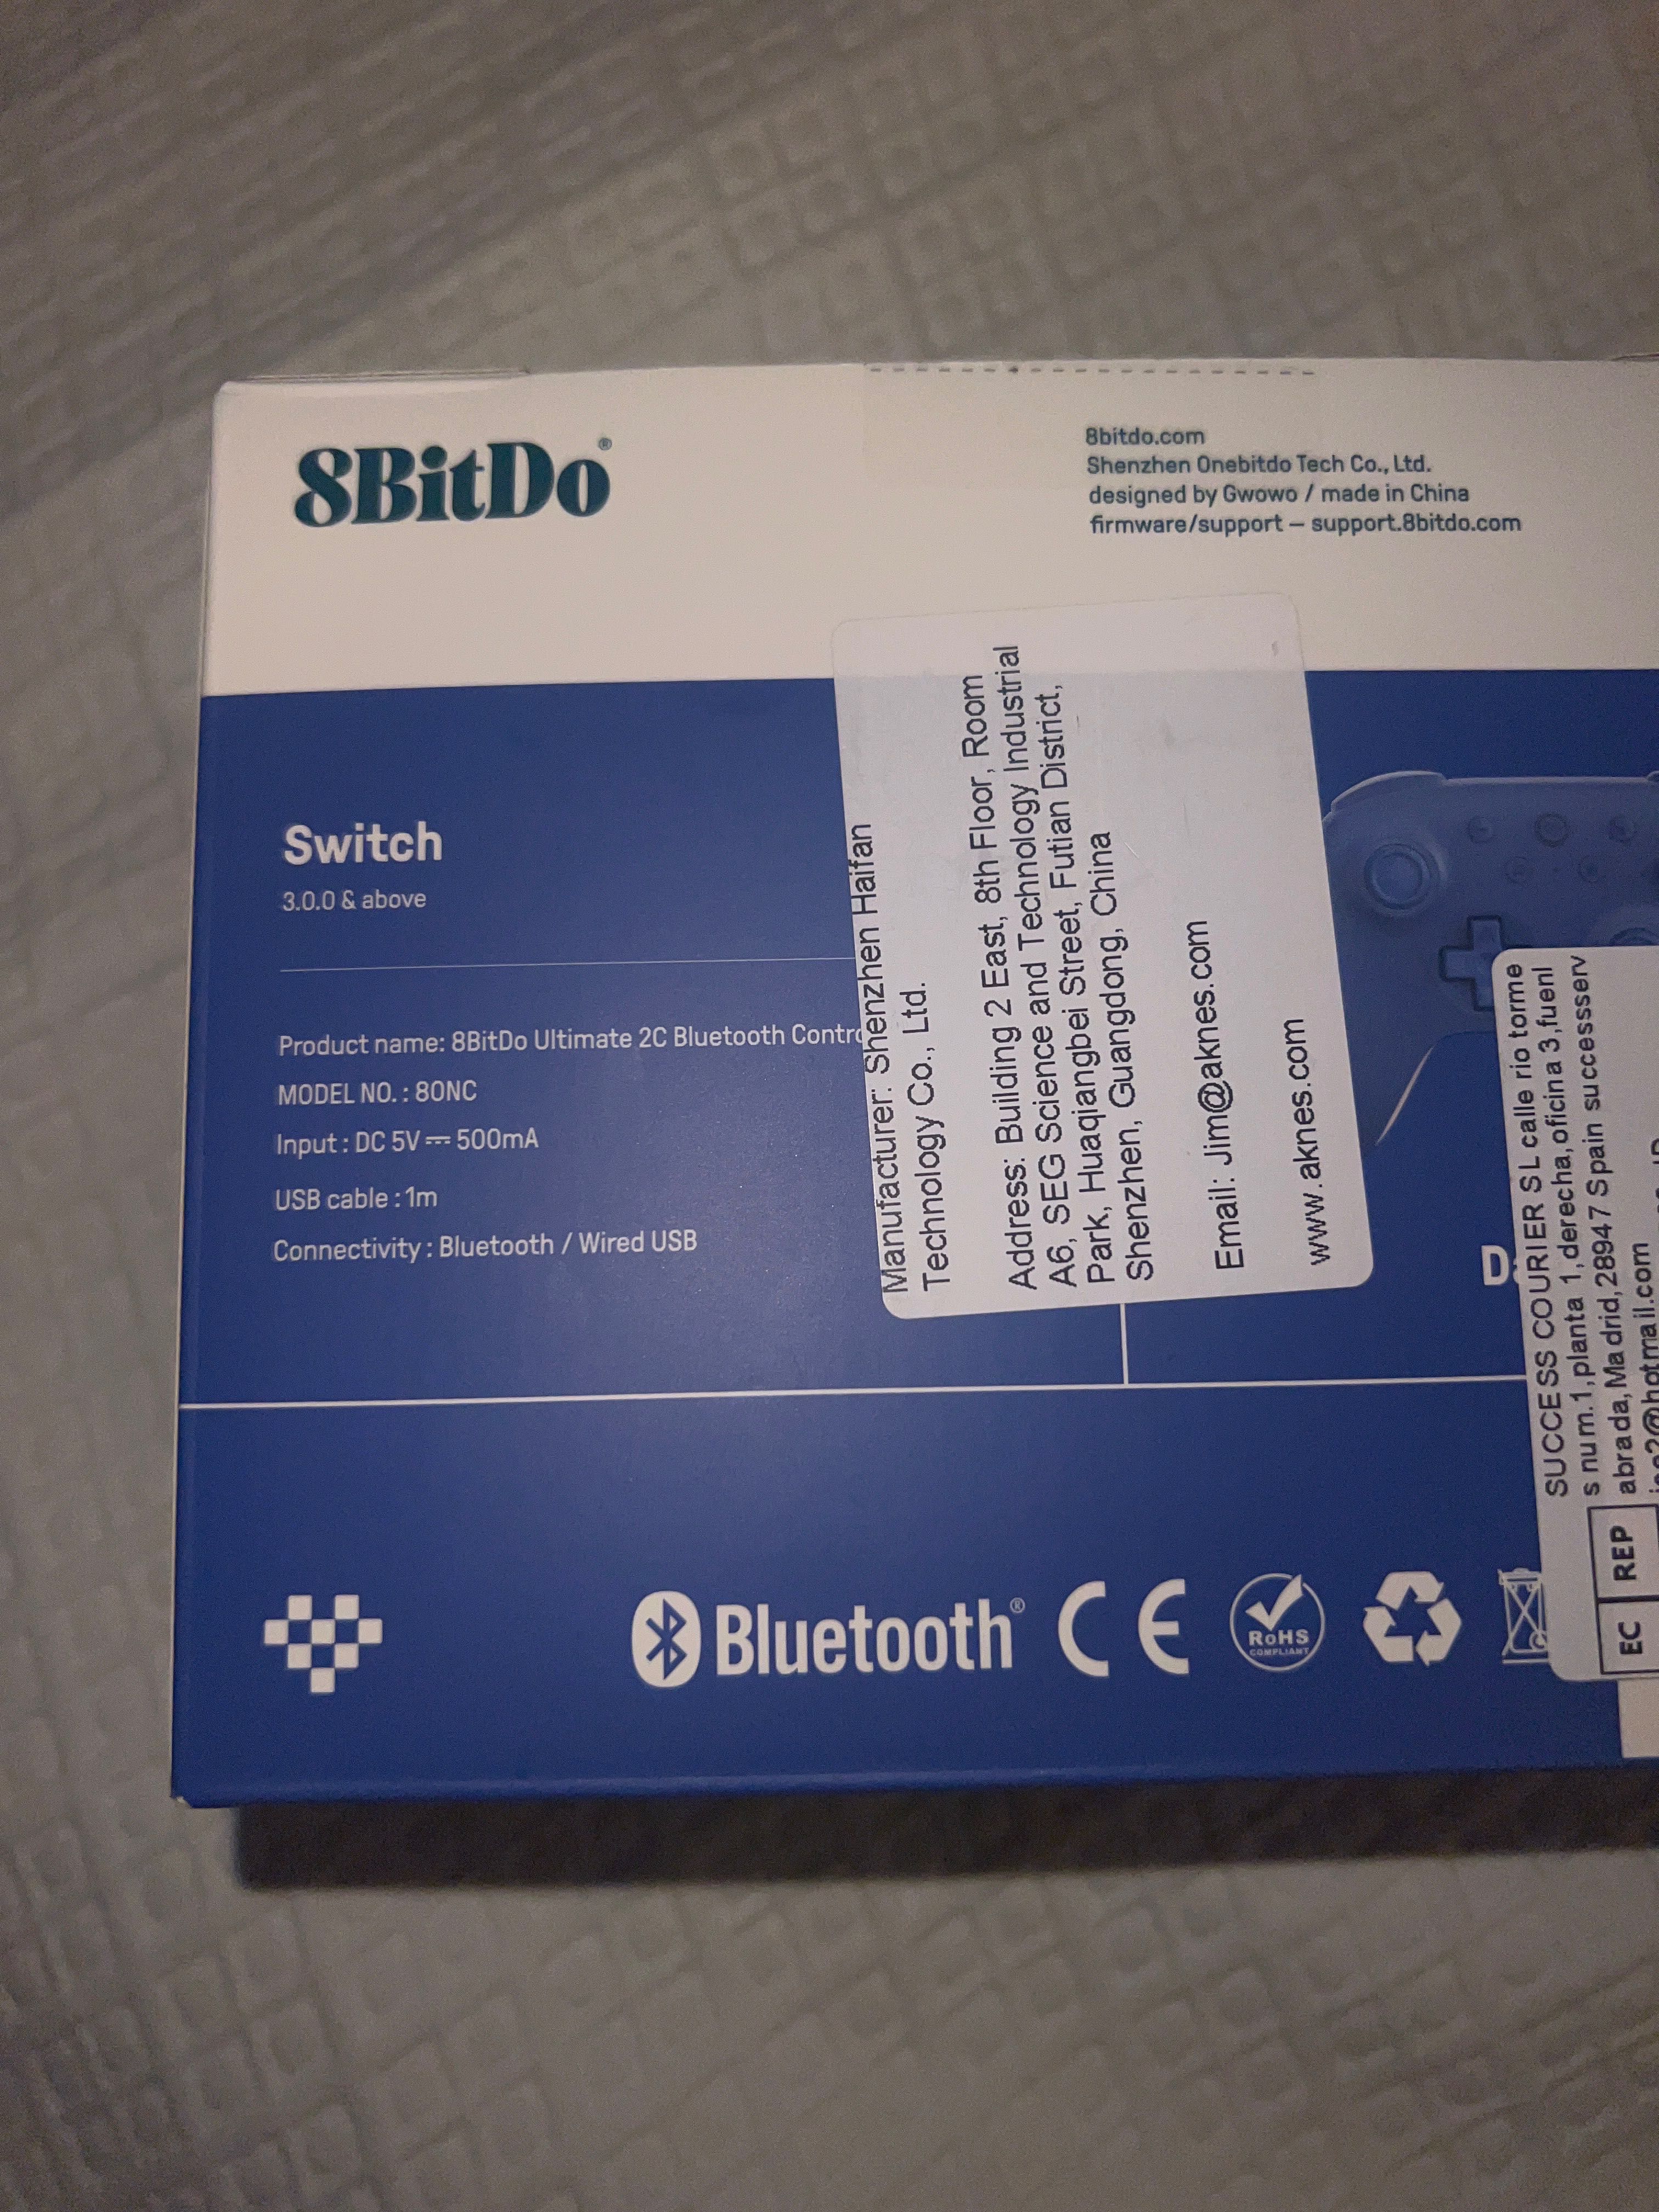 8BitDo®
8bitdo.com
Shenzhen Onebitdo Tech Co., Ltd.
designed by Gwowo / made in China
firmware/support – support.8bitdo.com
Switch
3.0.0 & above
Product name: 8BitDo Ultimate 2C Bluetooth Contro
MODEL NO. : 80NC
Input : DC 5V⎓500mA
USB cable : 1m
Connectivity : Bluetooth / Wired USB
Manufacturer: Shenzhen Haifan
Technology Co., Ltd.
Address: Building 2 East, 8th Floor, Room
A6, SEG Science and Technology Industrial
Park, Huaqiangbei Street, Futian District,
Shenzhen, Guangdong, China
Email: Jim@aknes.com
www.aknes.com
SUCCESS COURIER SL calle rio torme
s num.1,planta 1,derecha,oficina 3,fuenl
abrada,Madrid,28947 Spain successserv
@hotmail.com
EC REP
Bluetooth®
CE
RoHS
COMPLIANT